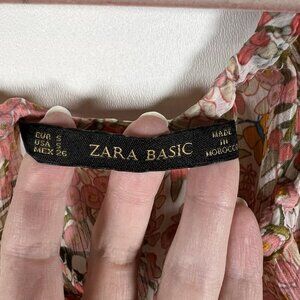 EUR S
USA S
MEX 26
ZARA BASIC
MADE
IN
MOROCCO